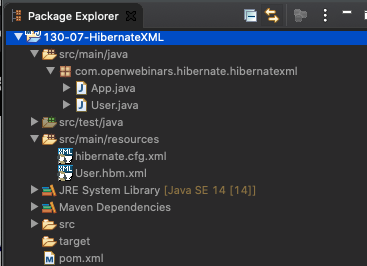 Package Explorer
130-07-HibernateXML
src/main/java
com.openwebinars.hibernate.hibernatexml
App.java
User.java
src/test/java
src/main/resources
hibernate.cfg.xml
User.hbm.xml
JRE System Library [Java SE 14 [14]]
Maven Dependencies
src
target
pom.xml